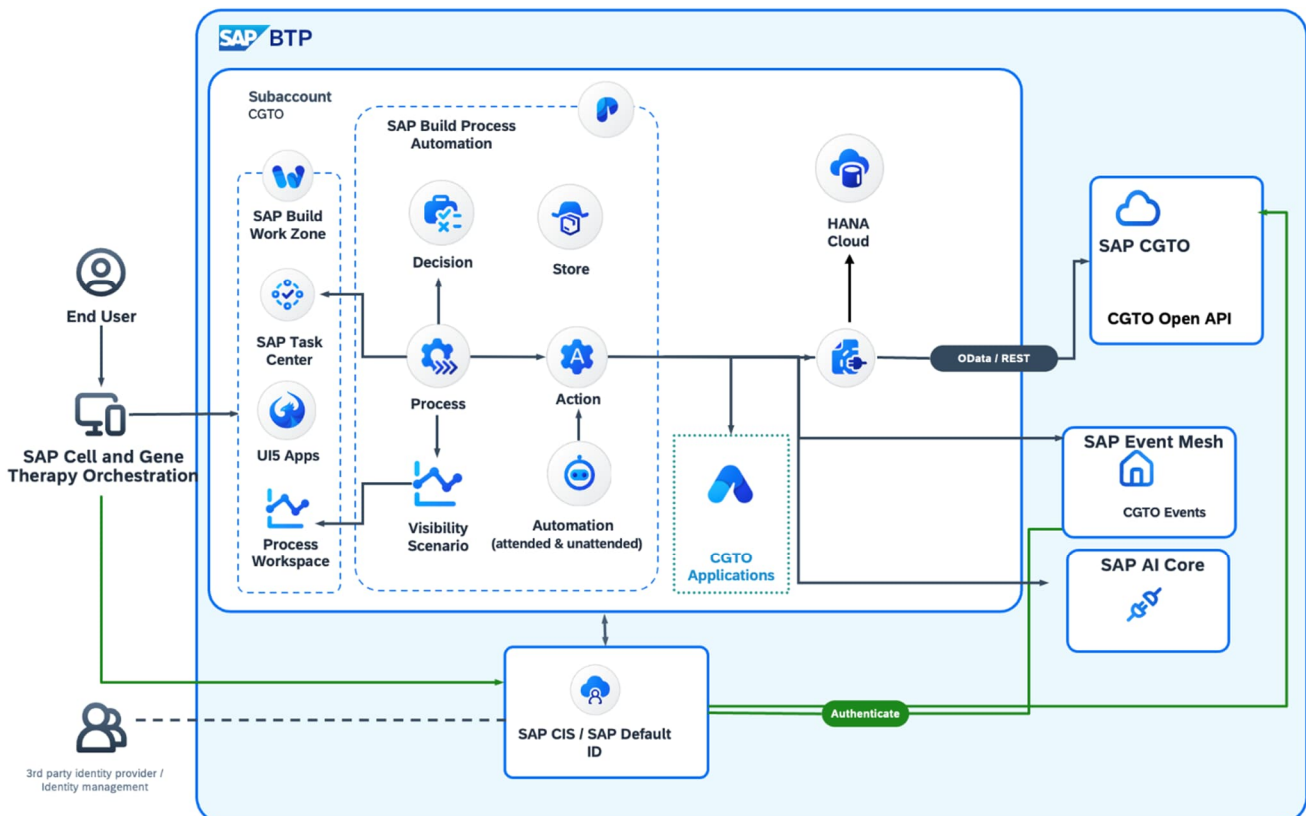 SAP BTP
Subaccount
CGTO
SAP Build Process
Automation
SAP Build
Work Zone
Decision
Store
HANA
Cloud
SAP CGTO
CGTO Open API
End User
SAP Task
Center
Process
A
Action
OData / REST
SAP Cell and Gene
Therapy Orchestration
UI5 Apps
SAP Event Mesh
CGTO Events
Process
Workspace
Visibility
Scenario
Automation
(attended & unattended)
CGTO
Applications
SAP AI Core
SAP CIS / SAP Default
ID
Authenticate
3rd party identity provider /
Identity management